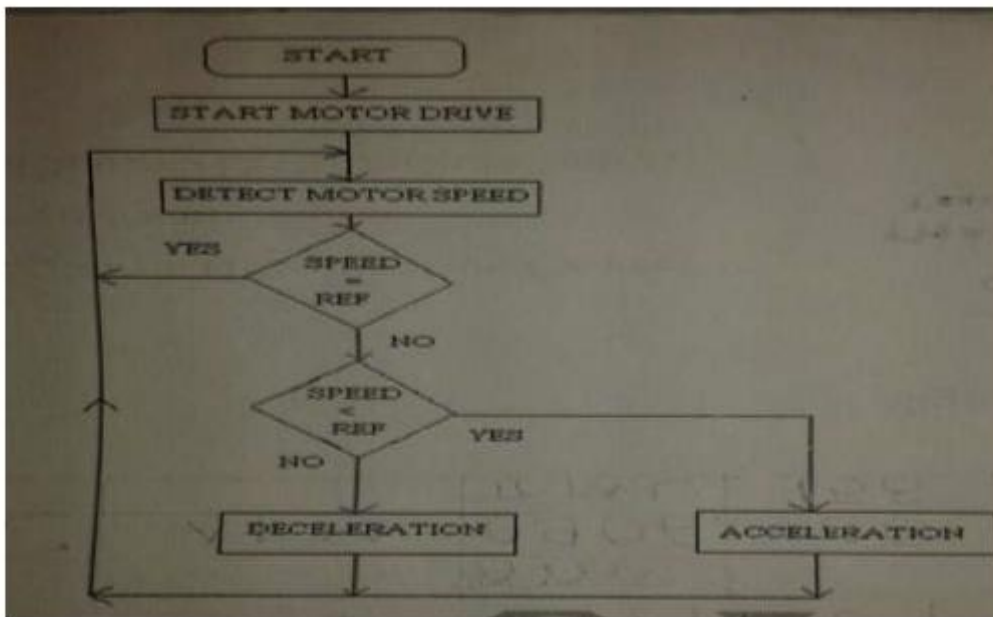 START
START MOTOR DRIVE
DETECT MOTOR SPEED
YES
SPEED
=
REF
NO
SPEED
<
REF
YES
NO
DECELERATION
ACCELERATION